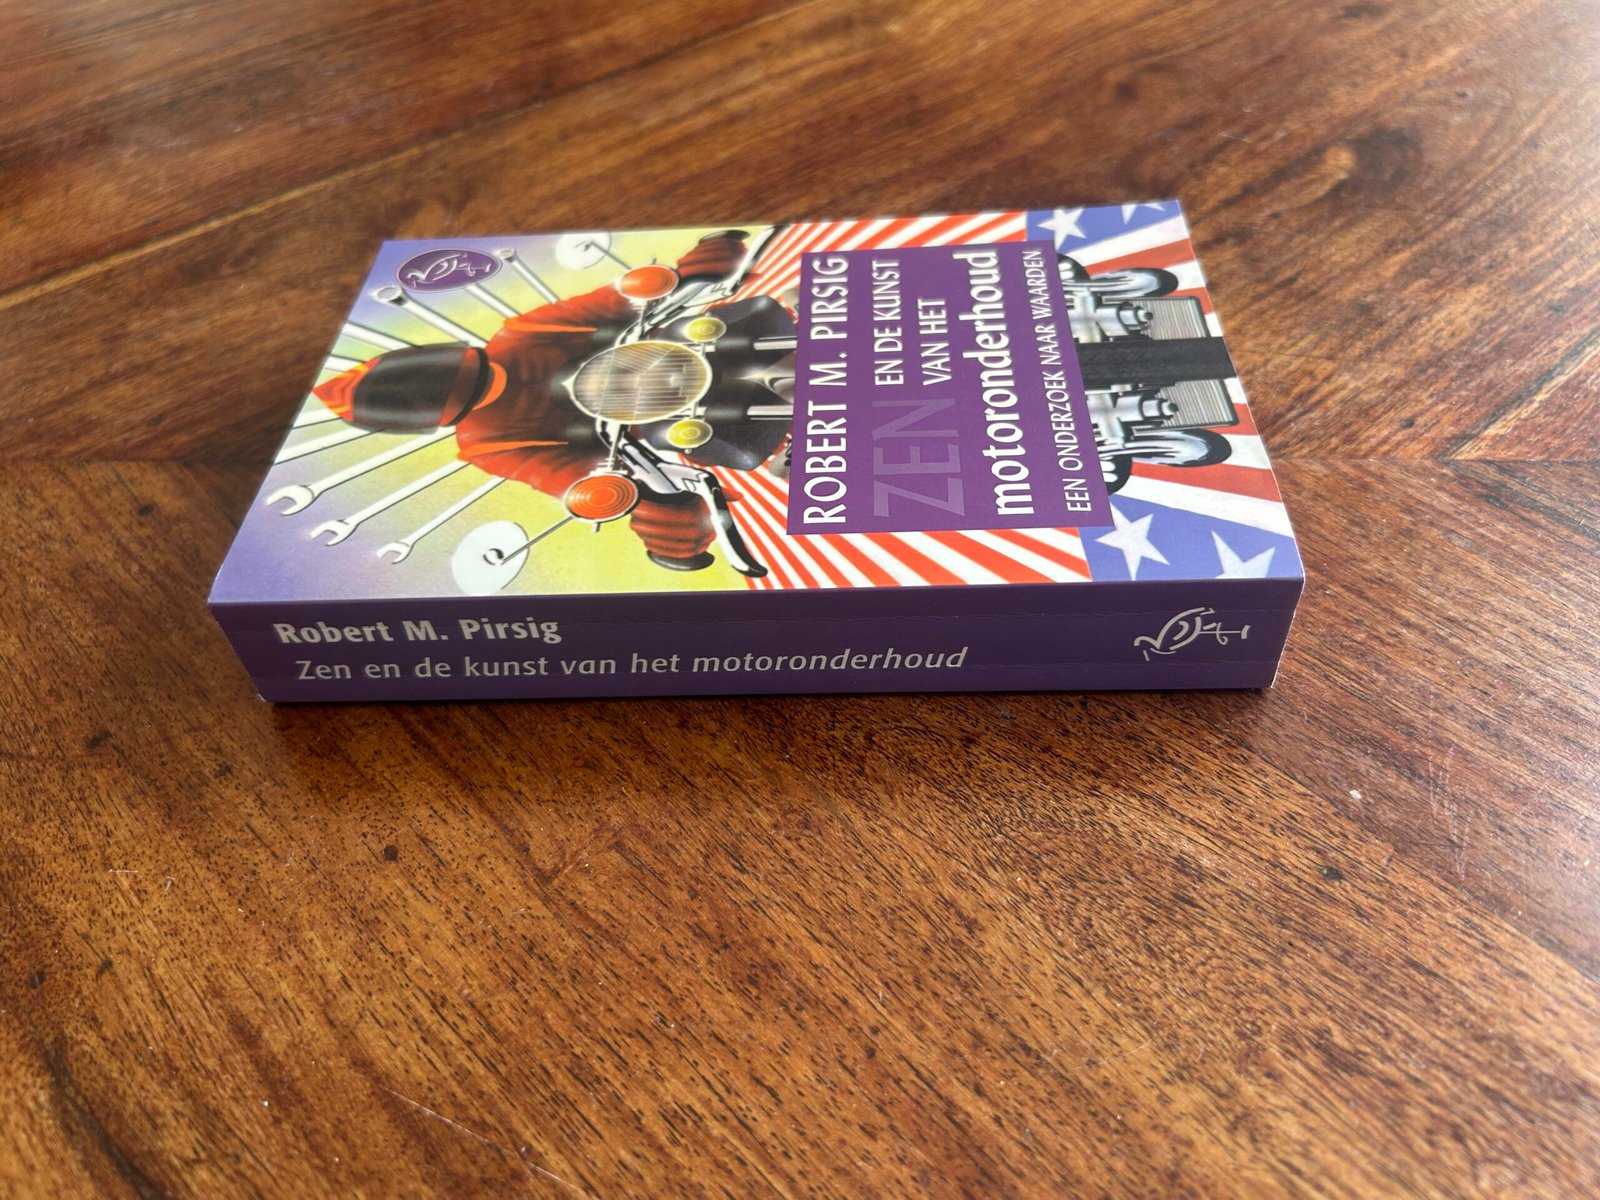 ROBERT M. PIRSIG
ZEN EN DE KUNST
VAN HET
motoronderhoud
EEN ONDERZOEK NAAR WAARDEN
Robert M. Pirsig
Zen en de kunst van het motoronderhoud